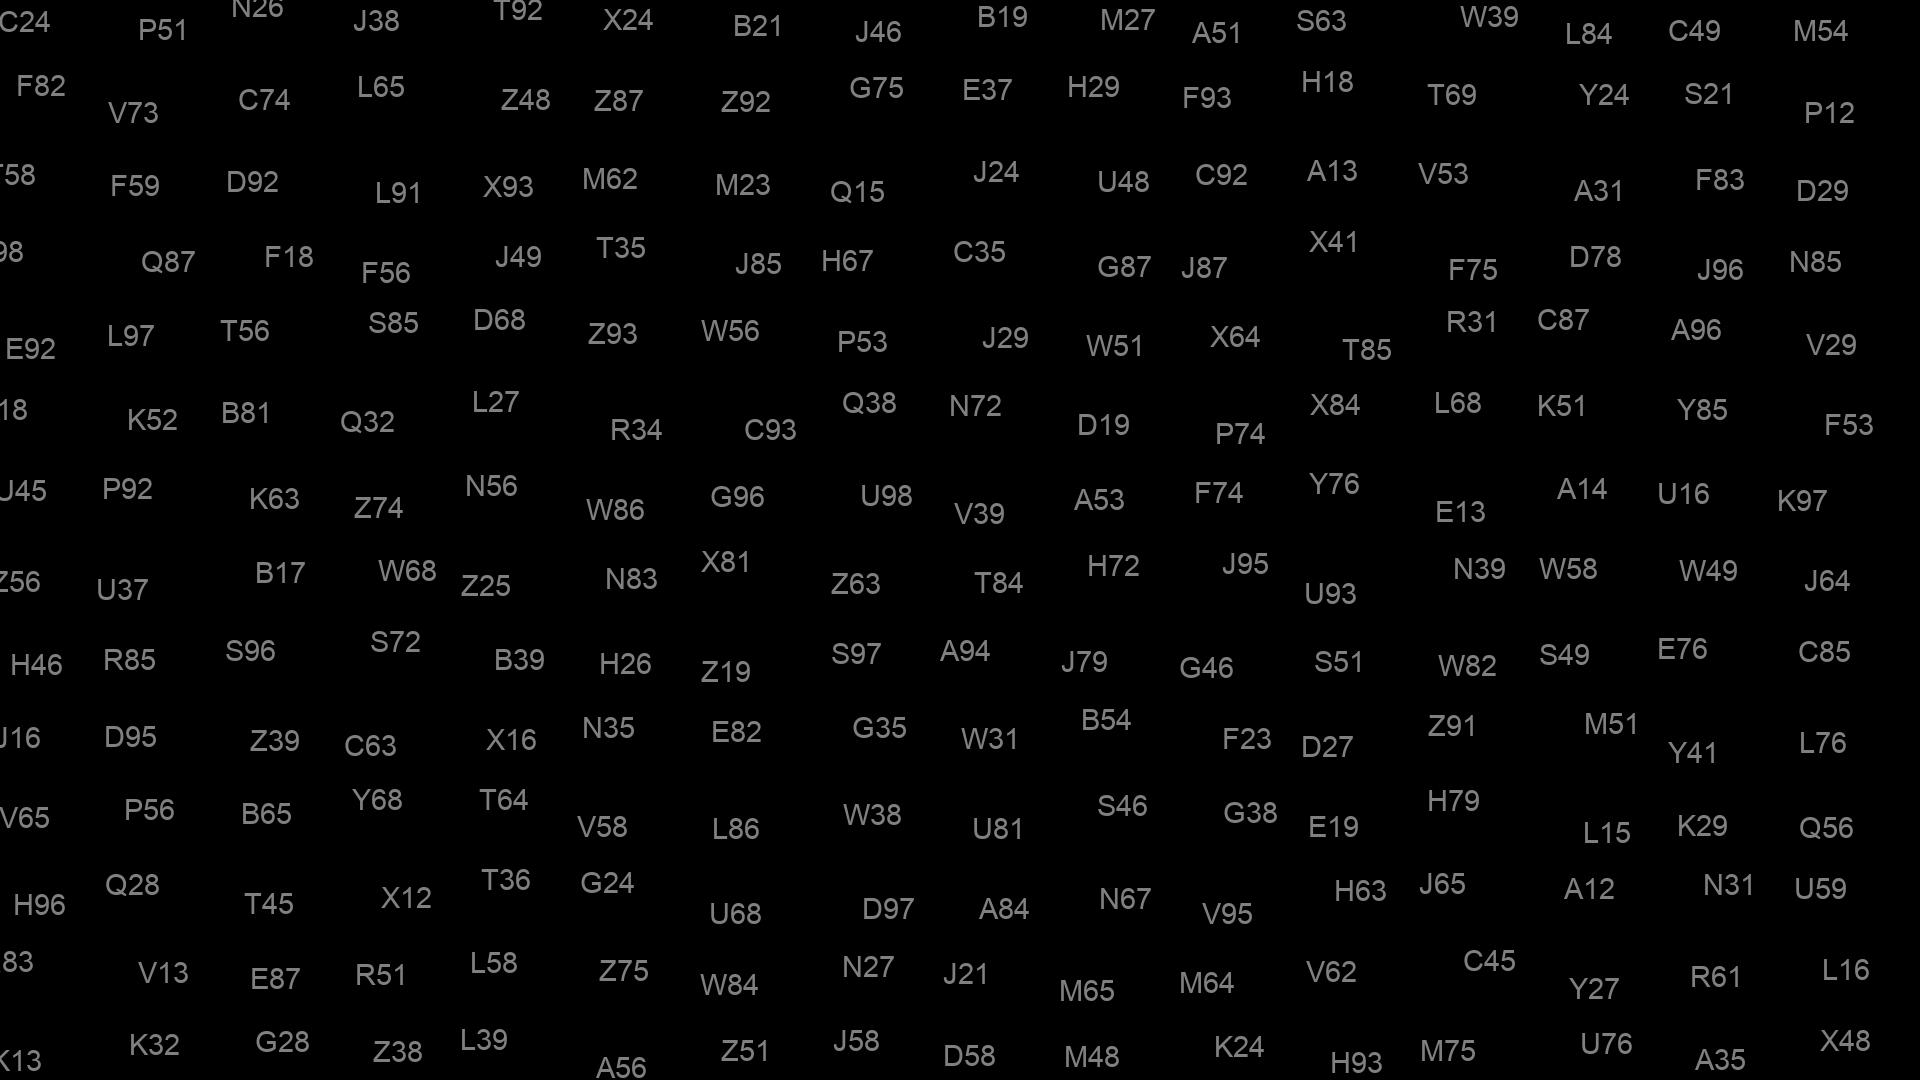 C24 P51 N26 J38 T92 X24 B21 J46 B19 M27 A51 S63 W39 L84 C49 M54
F82 V73 C74 L65 Z48 Z87 Z92 G75 E37 H29 F93 H18 T69 Y24 S21 P12
F59 D92 L91 X93 M62 M23 Q15 J24 U48 C92 A13 V53 A31 F83 D29
Q87 F18 F56 J49 T35 J85 H67 C35 G87 J87 X41 F75 D78 J96 N85
E92 L97 T56 S85 D68 Z93 W56 P53 J29 W51 X64 T85 R31 C87 A96 V29
K52 B81 Q32 L27 R34 C93 Q38 N72 D19 P74 X84 L68 K51 Y85 F53
U45 P92 K63 Z74 N56 W86 G96 U98 V39 A53 F74 Y76 E13 A14 U16 K97
Z56 U37 B17 W68 Z25 N83 X81 Z63 T84 H72 J95 U93 N39 W58 W49 J64
H46 R85 S96 S72 B39 H26 Z19 S97 A94 J79 G46 S51 W82 S49 E76 C85
J16 D95 Z39 C63 X16 N35 E82 G35 W31 B54 F23 D27 Z91 M51 Y41 L76
V65 P56 B65 Y68 T64 V58 L86 W38 U81 S46 G38 E19 H79 L15 K29 Q56
H96 Q28 T45 X12 T36 G24 U68 D97 A84 N67 V95 H63 J65 A12 N31 U59
V13 E87 R51 L58 Z75 W84 N27 J21 M65 M64 V62 C45 Y27 R61 L16
K13 K32 G28 Z38 L39 A56 Z51 J58 D58 M48 K24 H93 M75 U76 A35 X48